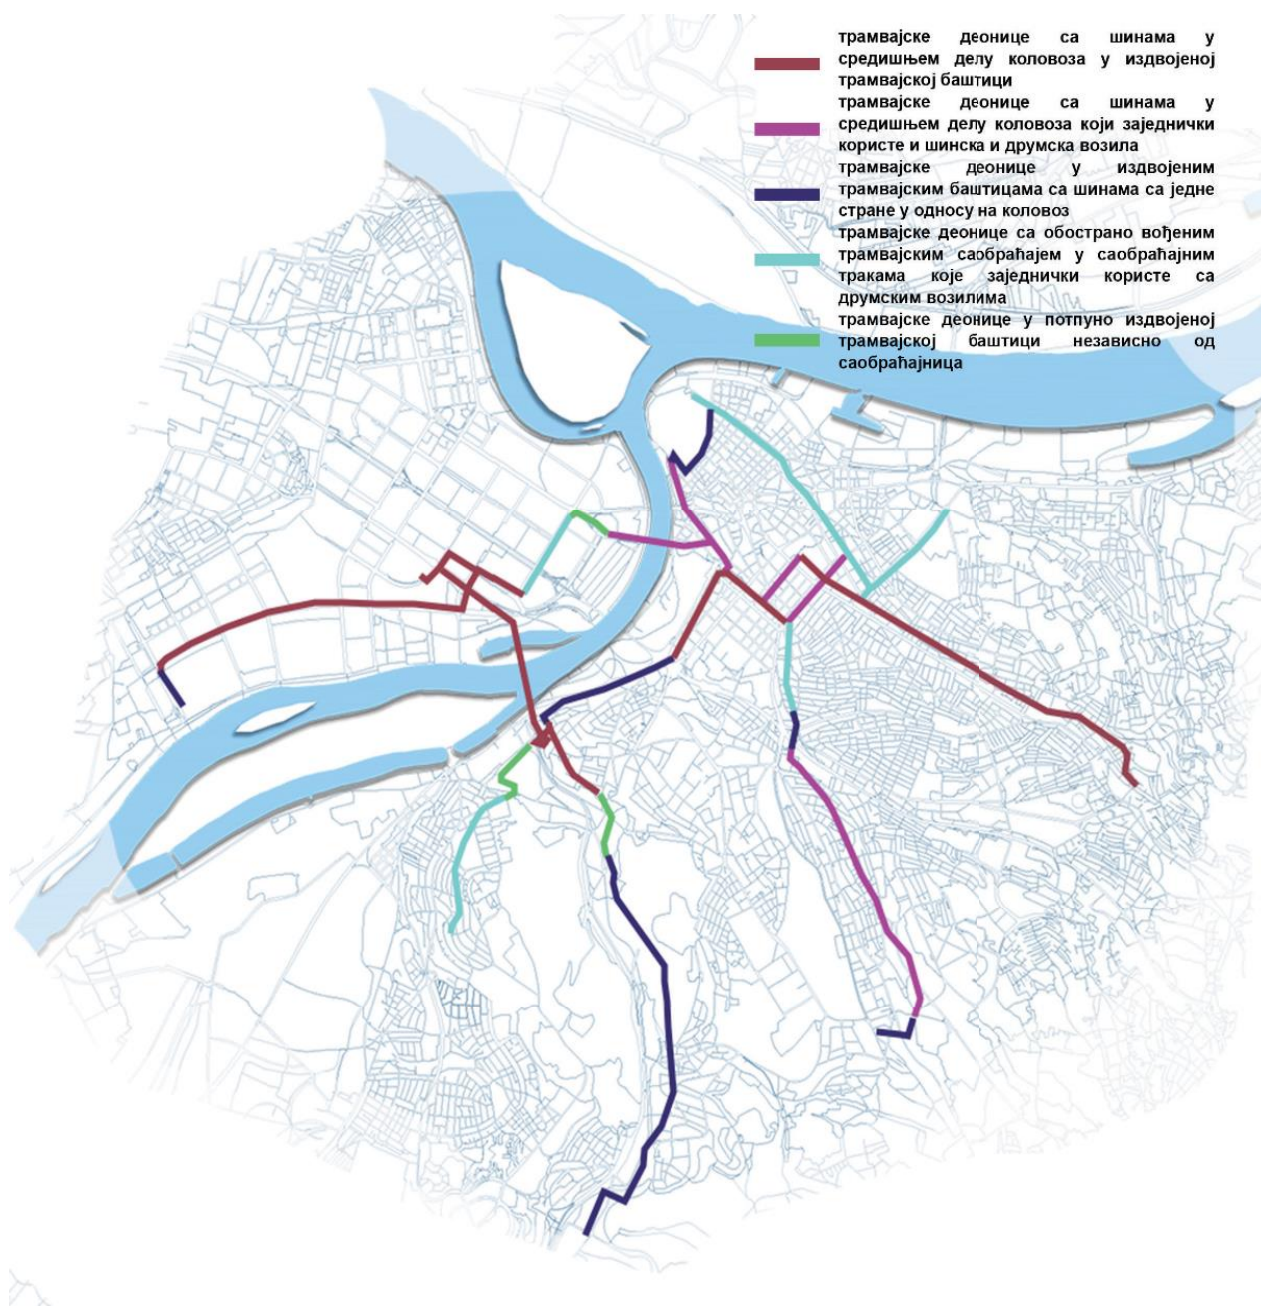 трамвајске деонице са шинама у
средишњем делу коловоза у издвојеној
трамвајској баштици
трамвајске деонице са шинама у
средишњем делу коловоза који заједнички
користе и шинска и друмска возила
трамвајске деонице у издвојеним
трамвајским баштицама са шинама са једне
стране у односу на коловоз
трамвајске деонице са обострано вођеним
трамвајским саобраћајем у саобраћајним
тракама које заједнички користе са
друмским возилима
трамвајске деонице у потпуно издвојеној
трамвајској баштици независно од
саобраћајница